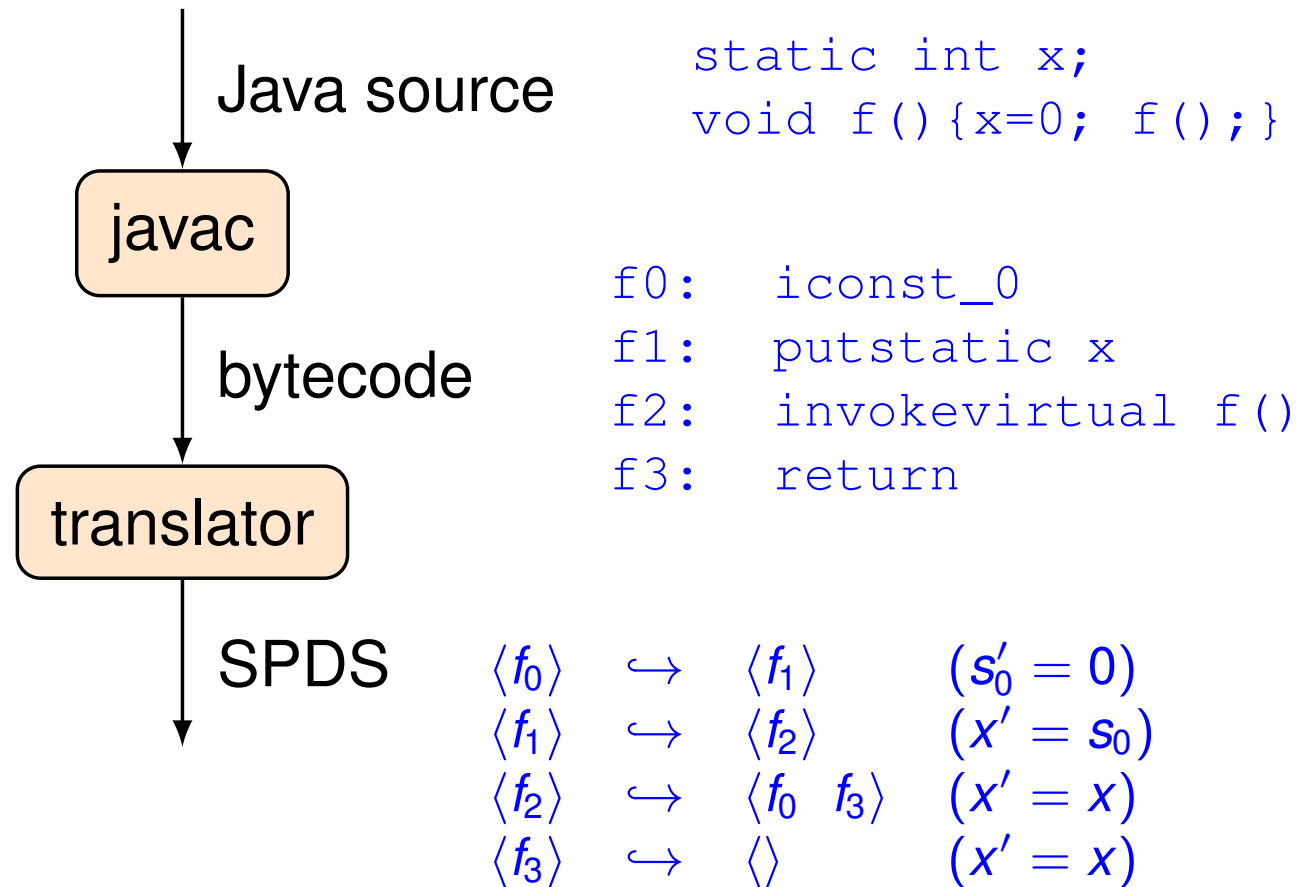 Java source
static int x;
void f(){x=0; f();}
javac
bytecode
f0: iconst_0
f1: putstatic x
f2: invokevirtual f()
f3: return
translator
SPDS
⟨f₀⟩ ↪ ⟨f₁⟩ (s′₀ = 0)
⟨f₁⟩ ↪ ⟨f₂⟩ (x′ = s₀)
⟨f₂⟩ ↪ ⟨f₀ f₃⟩ (x′ = x)
⟨f₃⟩ ↪ ⟨⟩ (x′ = x)